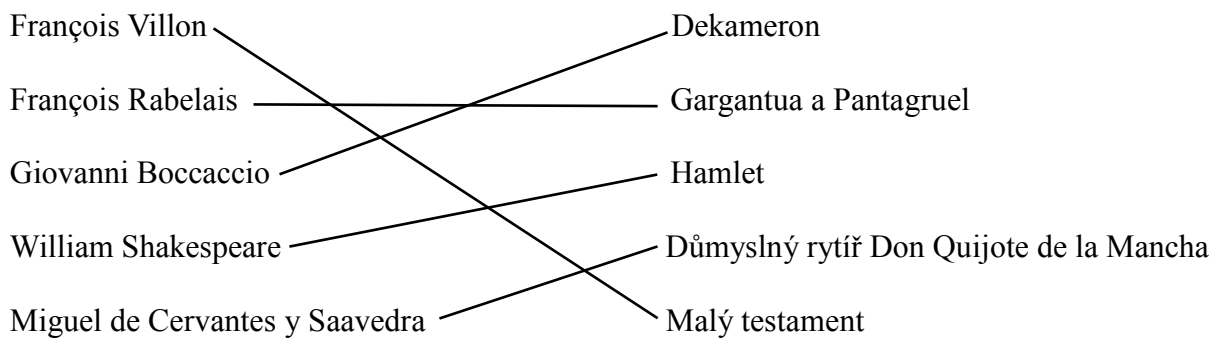 François Villon Dekameron
François Rabelais Gargantua a Pantagruel
Giovanni Boccaccio Hamlet
William Shakespeare Důmyslný rytíř Don Quijote de la Mancha
Miguel de Cervantes y Saavedra Malý testament